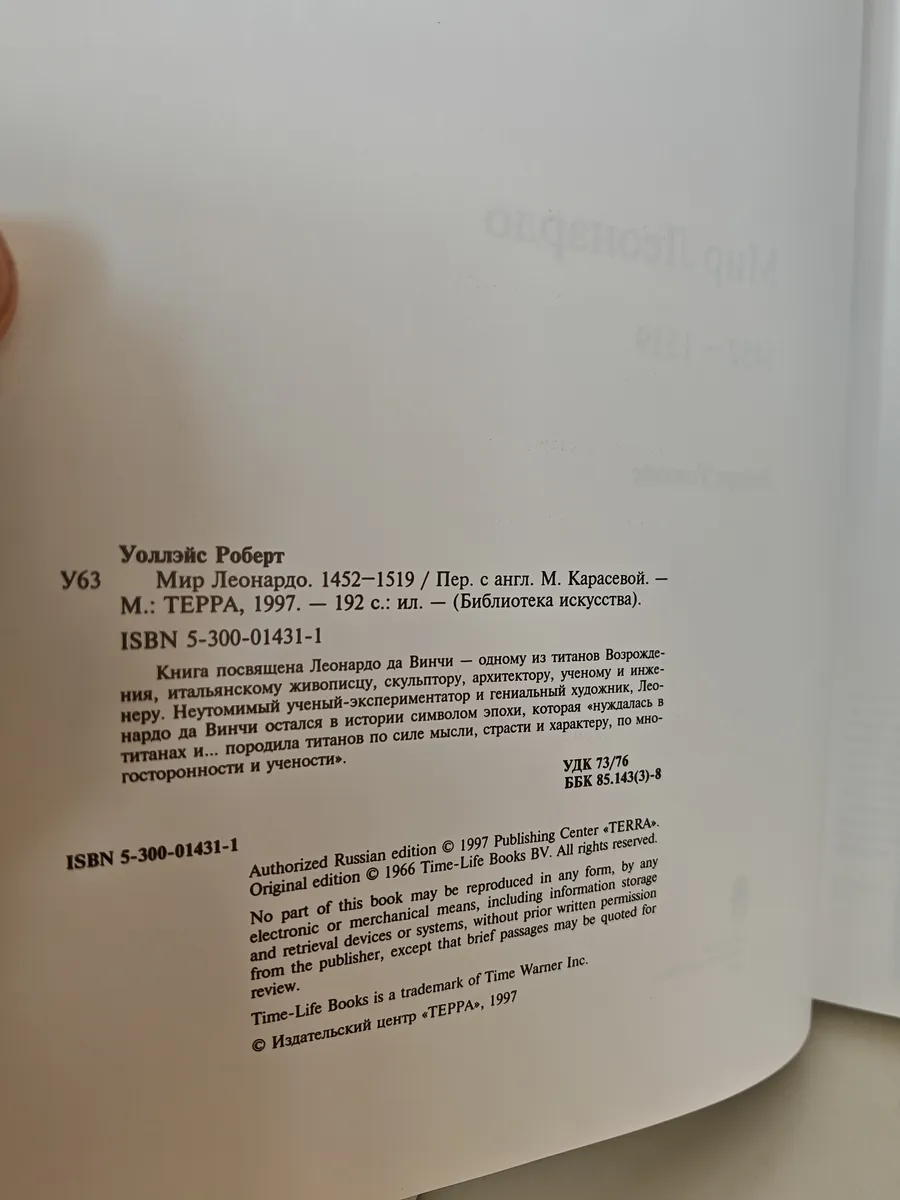 Уоллэйс Роберт
У63 Мир Леонардо. 1452—1519 / Пер. с англ. М. Карасевой. —
М.: ТЕРРА, 1997. — 192 с.: ил. — (Библиотека искусства).
ISBN 5-300-01431-1
Книга посвящена Леонардо да Винчи — одному из титанов Возрожде-
ния, итальянскому живописцу, скульптору, архитектору, ученому и инже-
неру. Неутомимый ученый-экспериментатор и гениальный художник, Лео-
нардо да Винчи остался в истории символом эпохи, которая «нуждалась в
титанах и... породила титанов по силе мысли, страсти и характеру, по мно-
госторонности и учености».
УДК 73/76
ББК 85.143(3)-8
ISBN 5-300-01431-1
Authorized Russian edition © 1997 Publishing Center «TERRA».
Original edition © 1966 Time-Life Books BV. All rights reserved.
No part of this book may be reproduced in any form, by any
electronic or merchanical means, including information storage
and retrieval devices or systems, without prior written permission
from the publisher, except that brief passages may be quoted for
review.
Time-Life Books is a trademark of Time Warner Inc.
© Издательский центр «ТЕРРА», 1997
Мир Леонардо